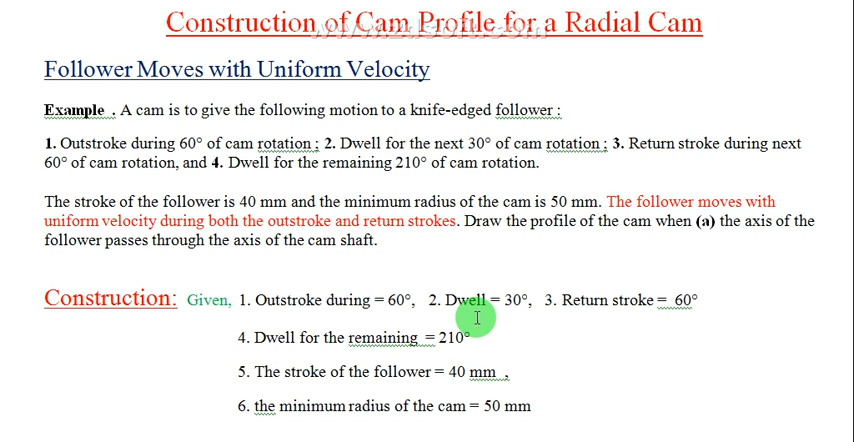 Construction of Cam Profile for a Radial Cam
Follower Moves with Uniform Velocity
Example . A cam is to give the following motion to a knife-edged follower :
1. Outstroke during 60° of cam rotation ; 2. Dwell for the next 30° of cam rotation ; 3. Return stroke during next
60° of cam rotation, and 4. Dwell for the remaining 210° of cam rotation.
The stroke of the follower is 40 mm and the minimum radius of the cam is 50 mm. The follower moves with
uniform velocity during both the outstroke and return strokes. Draw the profile of the cam when (a) the axis of the
follower passes through the axis of the cam shaft.
Construction: Given, 1. Outstroke during = 60°, 2. Dwell = 30°, 3. Return stroke = 60°
4. Dwell for the remaining = 210°
5. The stroke of the follower = 40 mm ,
6. the minimum radius of the cam = 50 mm